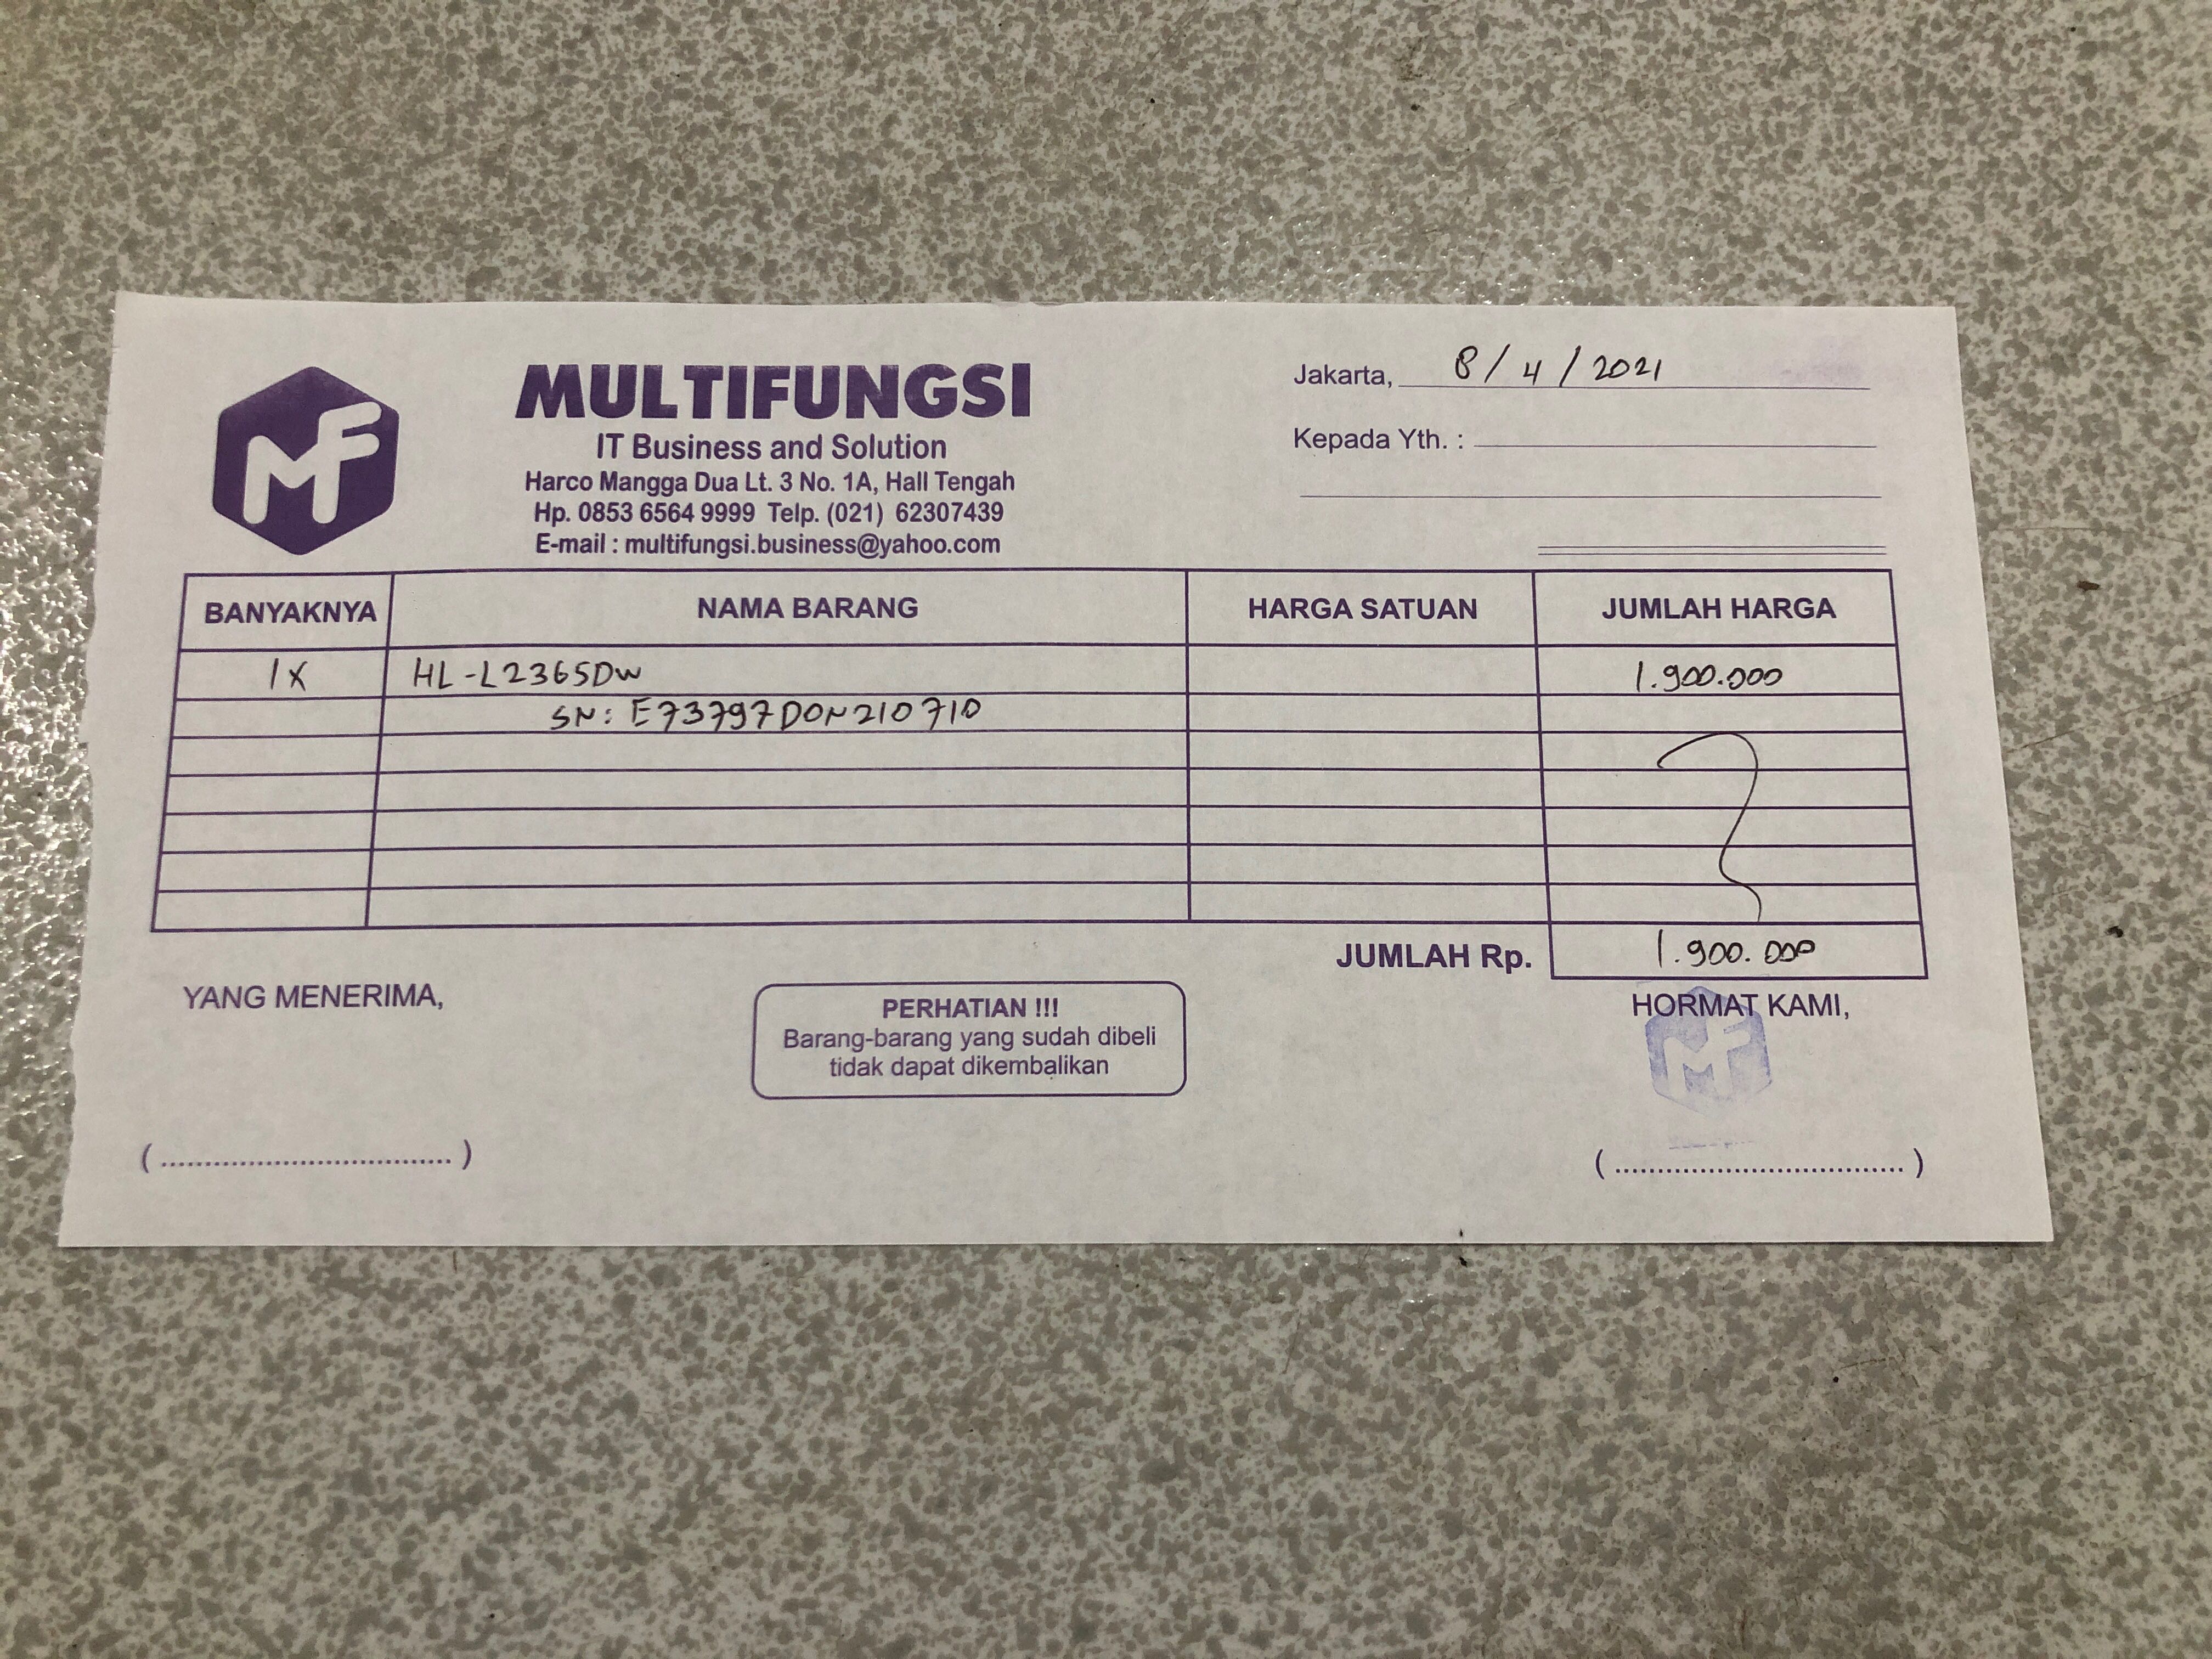 MF
MULTIFUNGSI
IT Business and Solution
Harco Mangga Dua Lt. 3 No. 1A, Hall Tengah
Hp. 0853 6564 9999 Telp. (021) 62307439
E-mail : multifungsi.business@yahoo.com
Jakarta, 8/4/2021
Kepada Yth. :
BANYAKNYA NAMA BARANG HARGA SATUAN JUMLAH HARGA
1X HL-L2365DW 1.900.000
SN: E73797D0N210710
JUMLAH Rp. 1.900.000
YANG MENERIMA,
PERHATIAN !!!
Barang-barang yang sudah dibeli
tidak dapat dikembalikan
HORMAT KAMI,
MF
(..................................)
(..................................)